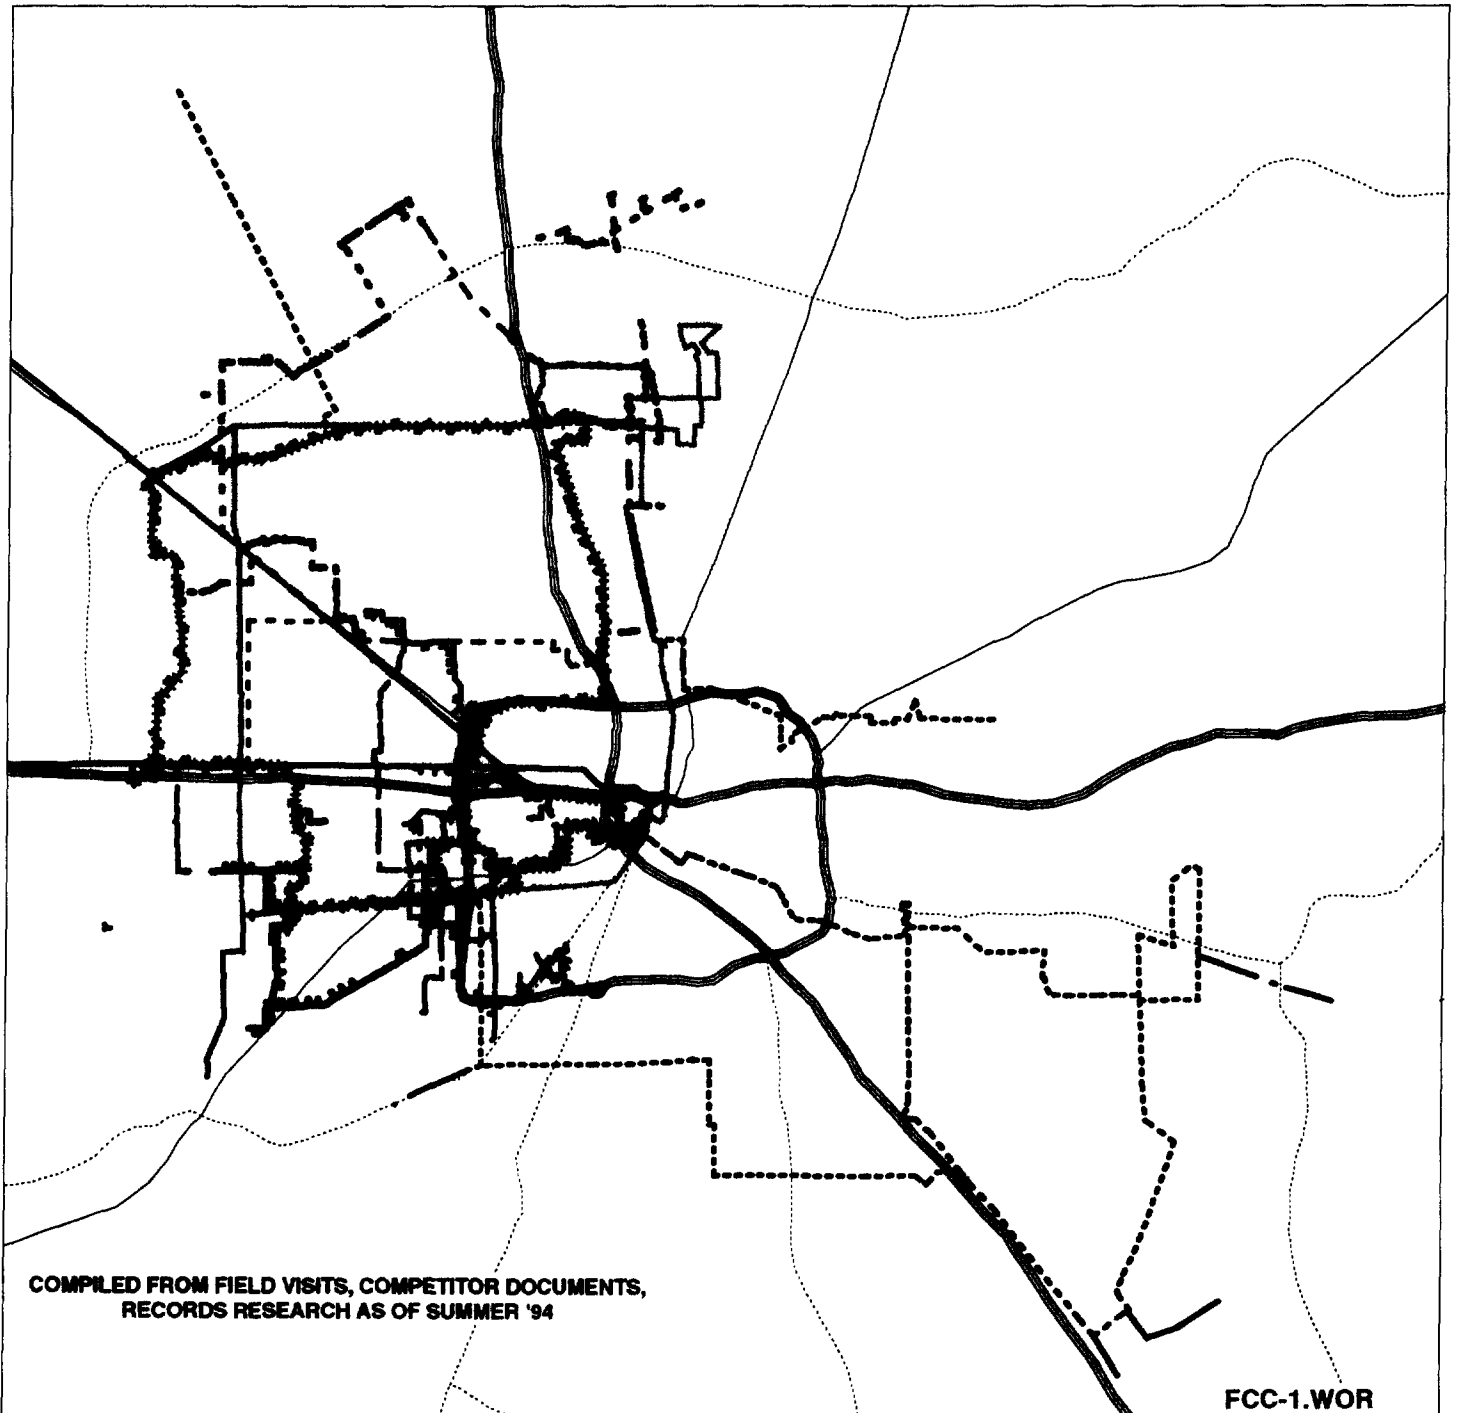 COMPILED FROM FIELD VISITS, COMPETITOR DOCUMENTS,
RECORDS RESEARCH AS OF SUMMER '94
FCC-1.WOR